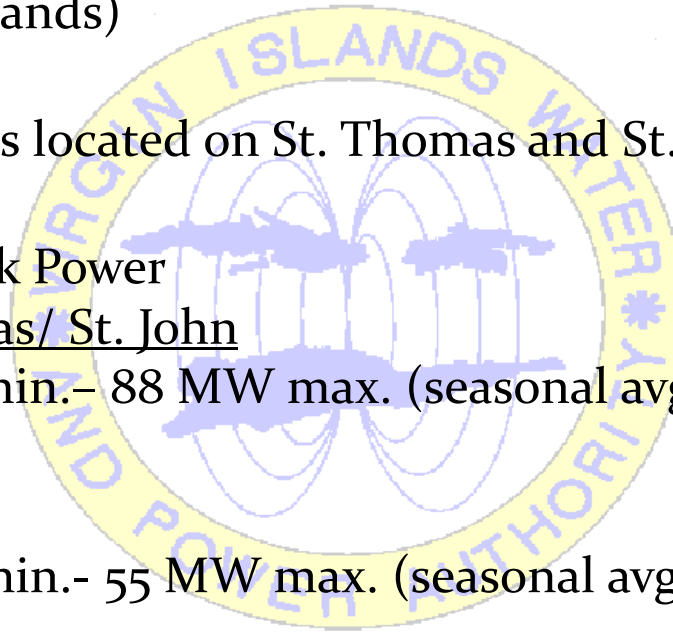 ands)
s located on St. Thomas and St.
k Power
as/ St. John
nin.– 88 MW max. (seasonal avg
nin.- 55 MW max. (seasonal avg
VIRGIN ISLANDS WATER
AND POWER AUTHORITY